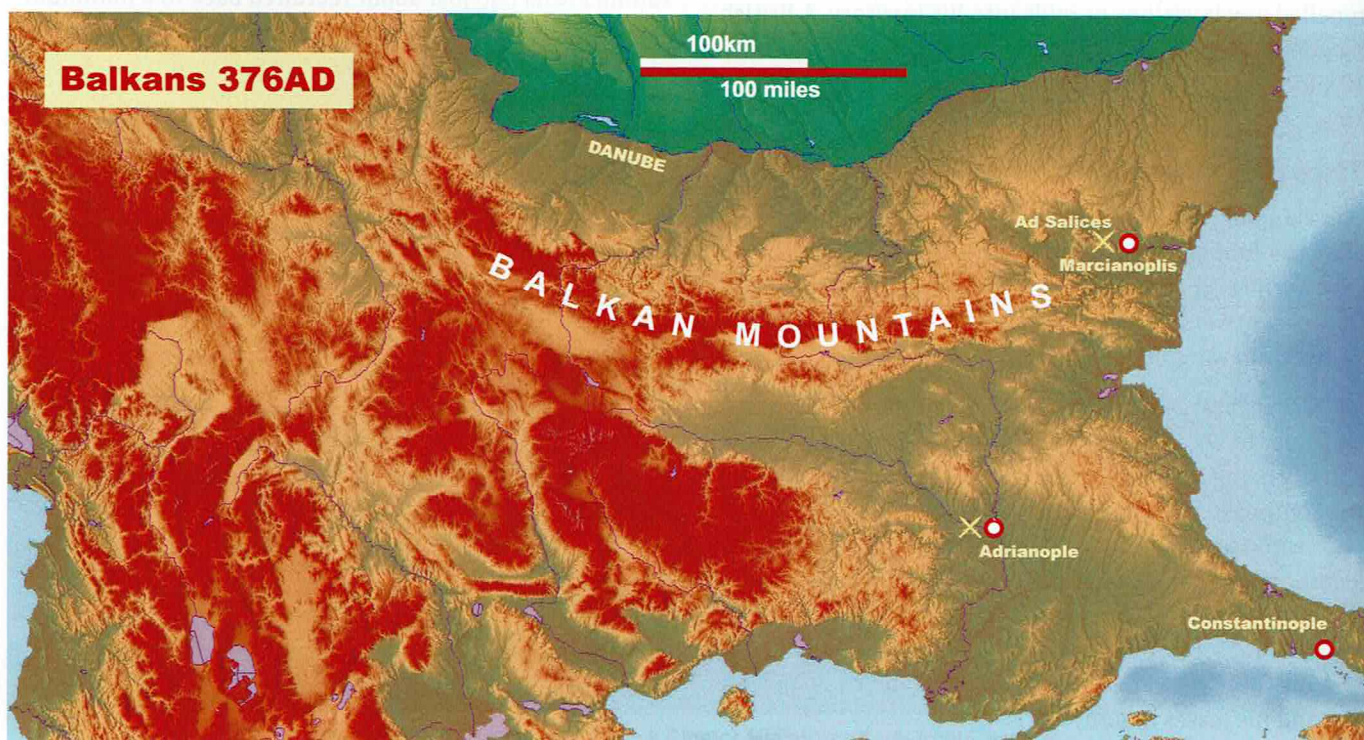 Balkans 376AD
100km
100 miles
DANUBE
Ad Salices
Marcianoplis
BALKAN MOUNTAINS
Adrianople
Constantinople